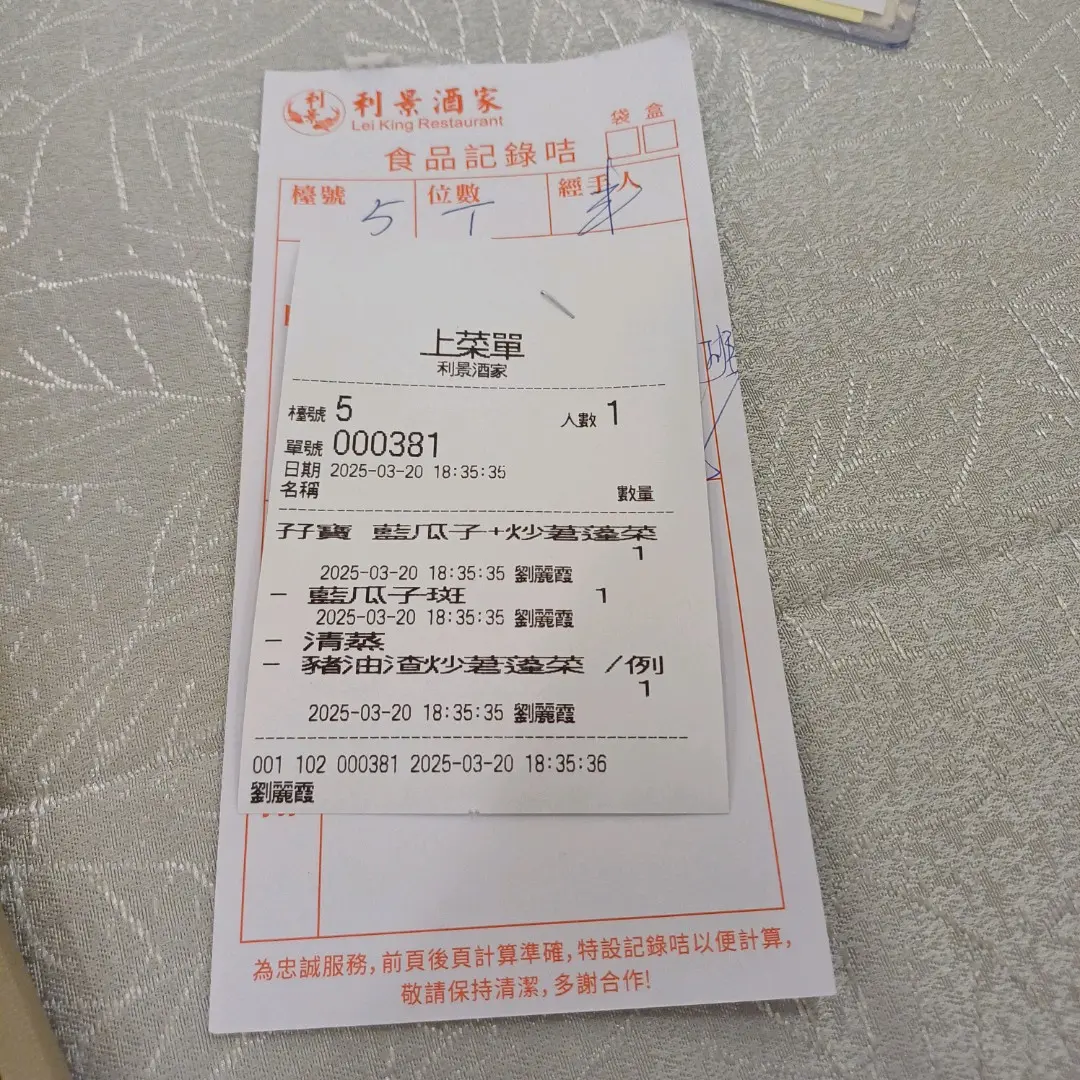 利景
利景酒家
Lei King Restaurant
袋 盒
食品記錄咭
檯號 5 位數 1 經手人
上菜單
利景酒家
檯號 5 人數 1
單號 000381
日期 2025-03-20 18:35:35
名稱 數量
孖寶 藍瓜子+炒莙蓬菜
1
2025-03-20 18:35:35 劉麗霞
- 藍瓜子斑 1
2025-03-20 18:35:35 劉麗霞
- 清蒸
- 豬油渣炒莙蓬菜 /例
1
2025-03-20 18:35:35 劉麗霞
001 102 000381 2025-03-20 18:35:36
劉麗霞
為忠誠服務,前頁後頁計算準確,特設記錄咭以便計算,
敬請保持清潔,多謝合作!